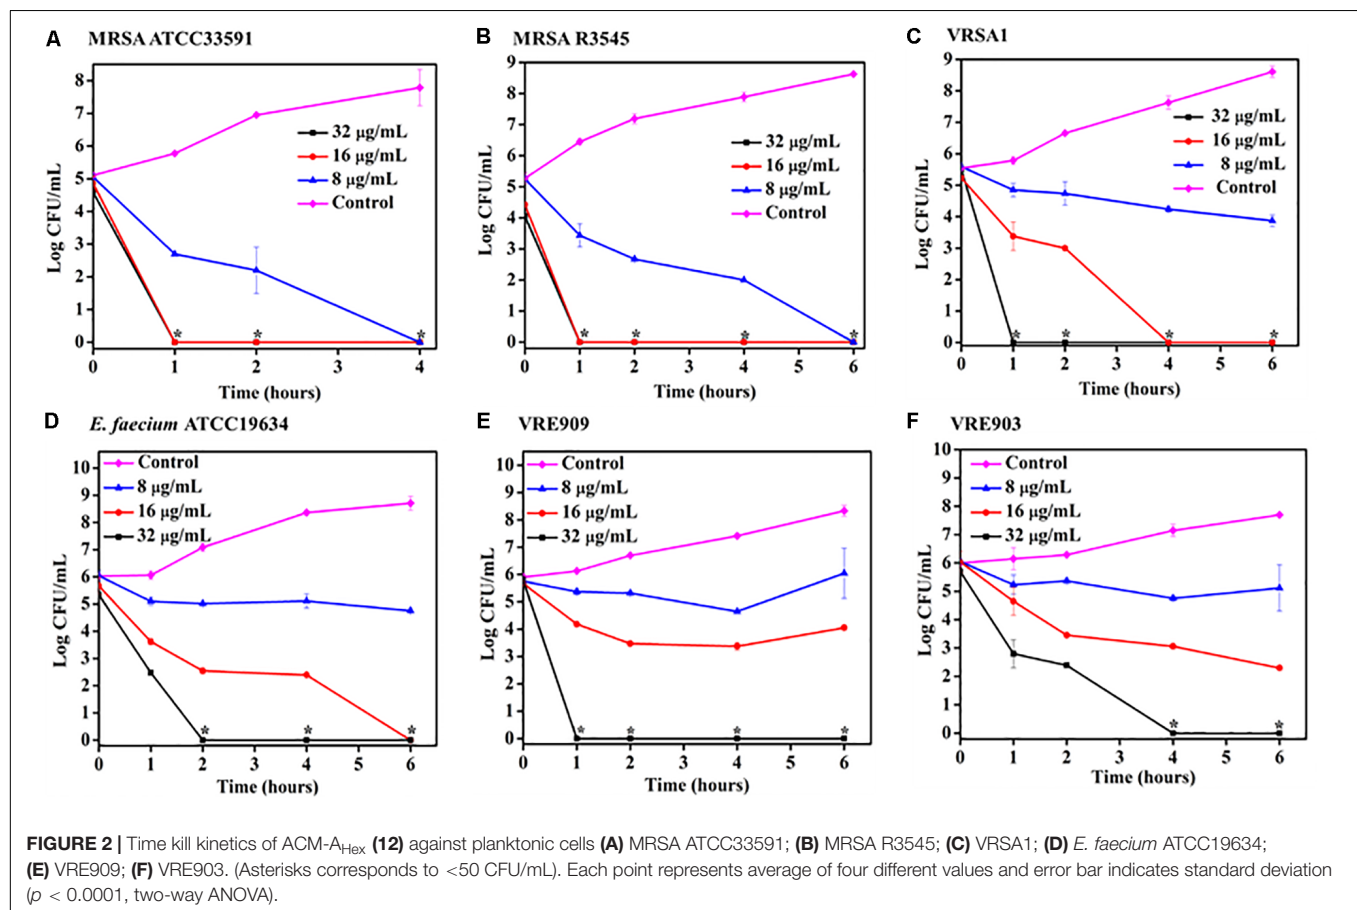 A MRSA ATCC33591
8
7
6
5
4
3
2
1
0
Log CFU/mL
32 µg/mL
16 µg/mL
8 µg/mL
Control
* * *
0 1 2 3 4
Time (hours)
B MRSA R3545
9
8
7
6
5
4
3
2
1
0
Log CFU/mL
32 µg/mL
16 µg/mL
8 µg/mL
Control
* * * *
0 1 2 3 4 5 6
Time (hours)
C VRSA1
9
8
7
6
5
4
3
2
1
0
Log CFU/mL
32 µg/mL
16 µg/mL
8 µg/mL
Control
* * * *
0 1 2 3 4 5 6
Time (hours)
D E. faecium ATCC19634
10
9
8
7
6
5
4
3
2
1
0
Log CFU/mL
Control
8 µg/mL
16 µg/mL
32 µg/mL
* * *
0 1 2 3 4 5 6
Time (hours)
E VRE909
10
9
8
7
6
5
4
3
2
1
0
Log CFU/mL
Control
8 µg/mL
16 µg/mL
32 µg/mL
* * * *
0 1 2 3 4 5 6
Time (hours)
F VRE903
10
9
8
7
6
5
4
3
2
1
0
Log CFU/mL
Control
8 µg/mL
16 µg/mL
32 µg/mL
* *
0 1 2 3 4 5 6
Time (hours)
FIGURE 2 | Time kill kinetics of ACM-AHex (12) against planktonic cells (A) MRSA ATCC33591; (B) MRSA R3545; (C) VRSA1; (D) E. faecium ATCC19634;
(E) VRE909; (F) VRE903. (Asterisks corresponds to <50 CFU/mL). Each point represents average of four different values and error bar indicates standard deviation
(p < 0.0001, two-way ANOVA).